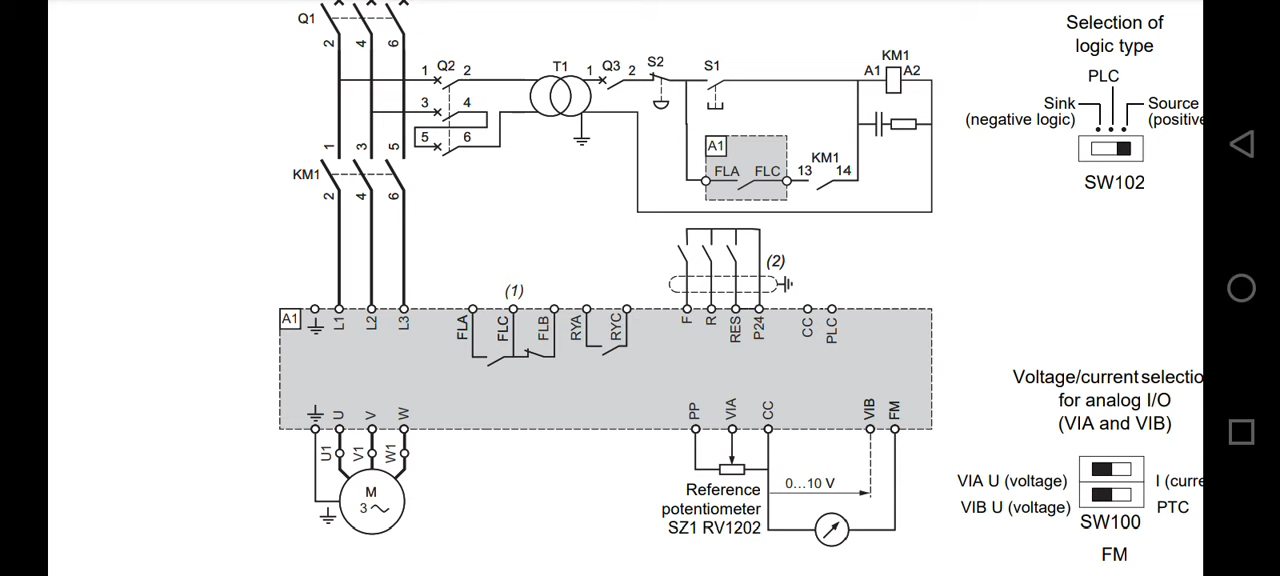 Q1
2
4
6
1 Q2 2
3 4
5 6
T1
1 Q3 2
S2
S1
KM1
A1 A2
A1
FLA FLC
KM1
13 14
1
3
5
KM1
2
4
6
Selection of
logic type
PLC
Sink
(negative logic)
Source
(positive
SW102
(1)
(2)
A1
L1
L2
L3
FLA
FLC
FLB
RYA
RYC
F
R
RES
P24
CC
PLC
U
V
W
PP
VIA
CC
VIB
FM
U1
V1
W1
M
3
Reference
potentiometer
SZ1 RV1202
0...10 V
Voltage/current selectio
for analog I/O
(VIA and VIB)
VIA U (voltage)
I (curre
VIB U (voltage)
PTC
SW100
FM